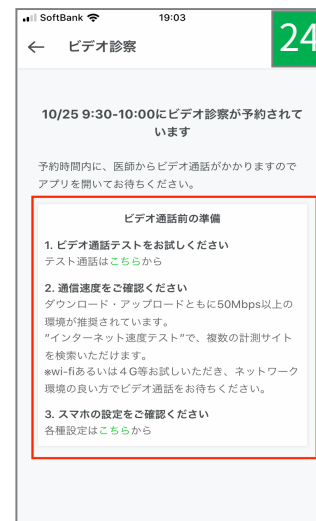 SoftBank 19:03
24
← ビデオ診察
10/25 9:30-10:00にビデオ診察が予約されて
います
予約時間内に、医師からビデオ通話がかかりますので
アプリを開いてお待ちください。
ビデオ通話前の準備
1. ビデオ通話テストをお試しください
テスト通話はこちらから
2. 通信速度をご確認ください
ダウンロード・アップロードともに50Mbps以上の
環境が推奨されています。
"インターネット速度テスト"で、複数の計測サイト
を検索いただけます。
※wi-fiあるいは４G等お試しいただき、ネットワーク
環境の良い方でビデオ通話をお待ちください。
3. スマホの設定をご確認ください
各種設定はこちらから